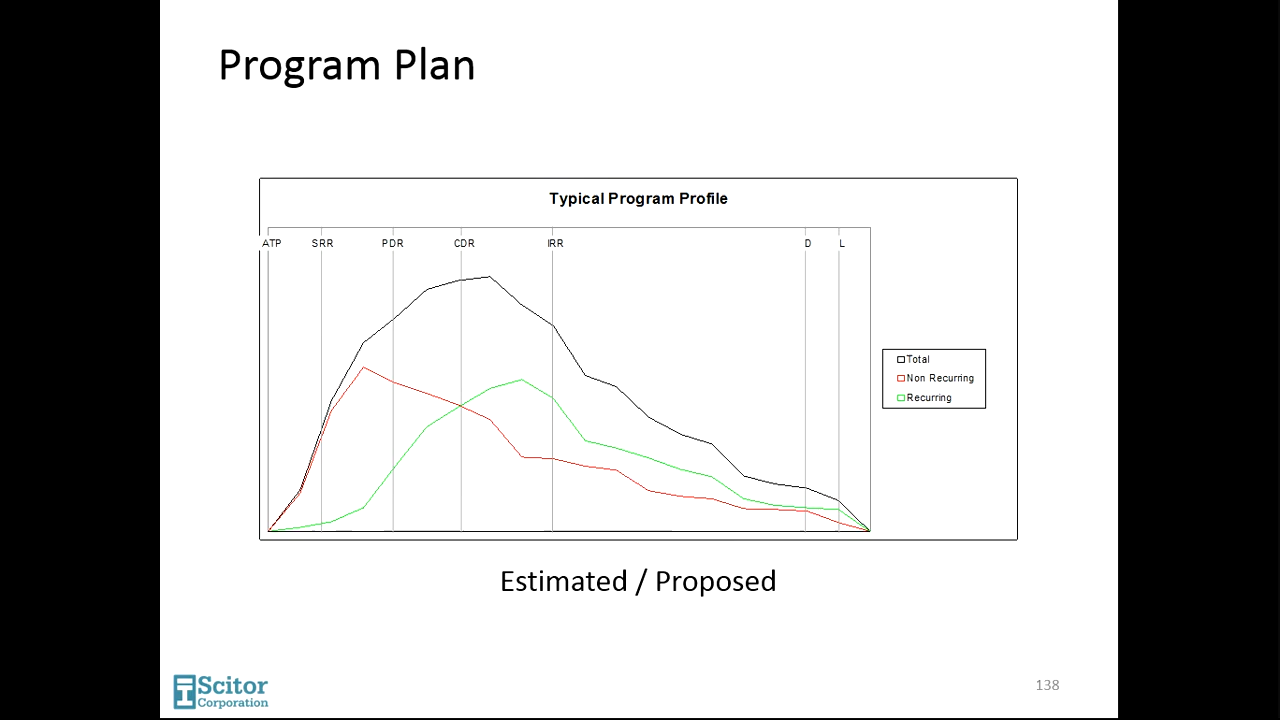 Program Plan
Typical Program Profile
ATP SRR PDR CDR IRR D L
Total
Non Recurring
Recurring
Estimated / Proposed
Scitor
Corporation
138